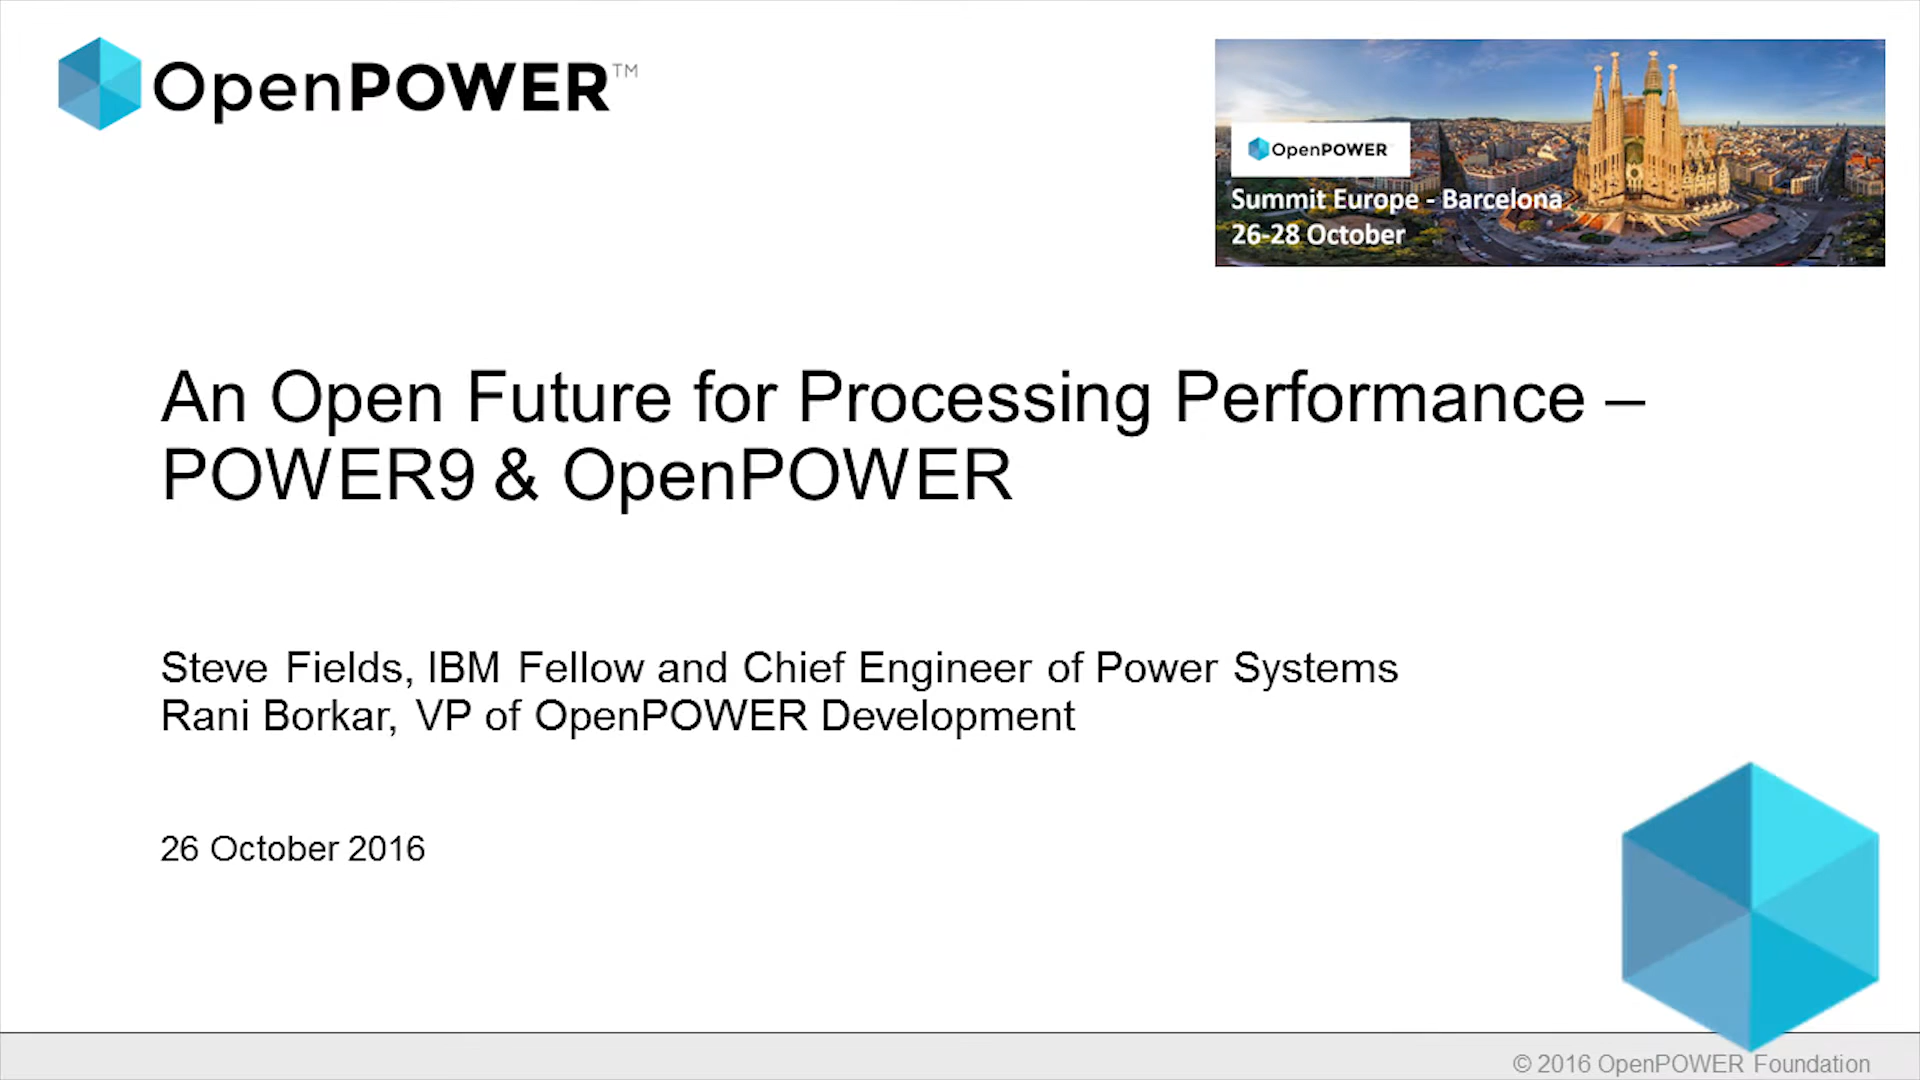 OpenPOWER™
OpenPOWER
Summit Europe - Barcelona
26-28 October
An Open Future for Processing Performance –
POWER9 & OpenPOWER
Steve Fields, IBM Fellow and Chief Engineer of Power Systems
Rani Borkar, VP of OpenPOWER Development
26 October 2016
© 2016 OpenPOWER Foundation